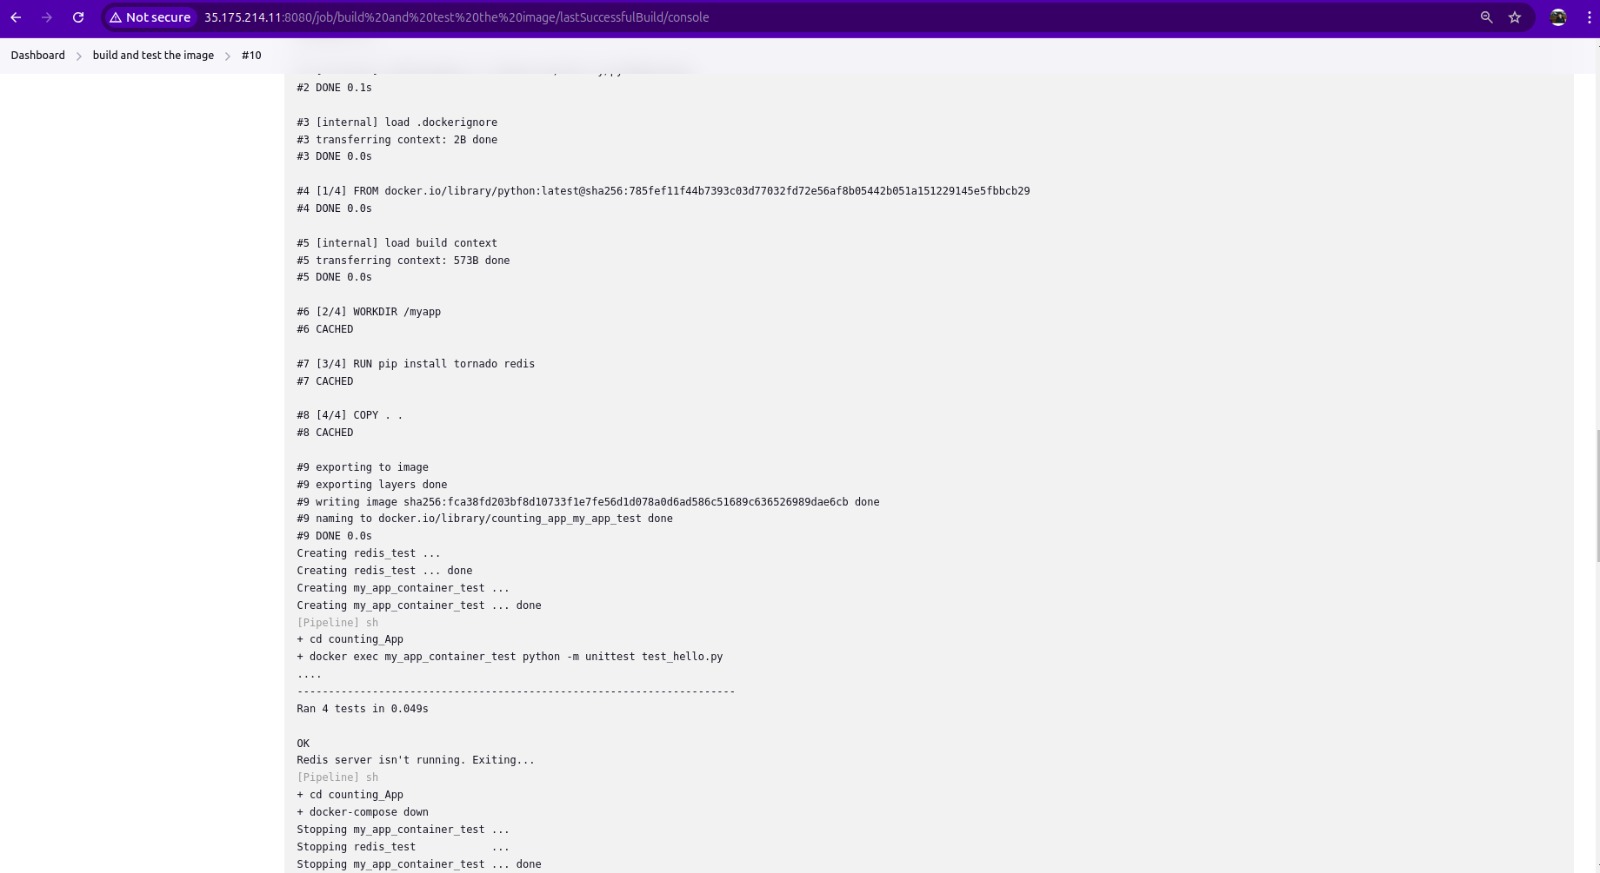 Not secure 35.175.214.11:8080/job/build%20and%20test%20the%20image/lastSuccessfulBuild/console
Dashboard build and test the image #10
#2 DONE 0.1s
#3 [internal] load .dockerignore
#3 transferring context: 2B done
#3 DONE 0.0s
#4 [1/4] FROM docker.io/library/python:latest@sha256:785fef11f44b7393c03d77032fd72e56af8b05442b051a151229145e5fbbcb29
#4 DONE 0.0s
#5 [internal] load build context
#5 transferring context: 573B done
#5 DONE 0.0s
#6 [2/4] WORKDIR /myapp
#6 CACHED
#7 [3/4] RUN pip install tornado redis
#7 CACHED
#8 [4/4] COPY . .
#8 CACHED
#9 exporting to image
#9 exporting layers done
#9 writing image sha256:fca38fd203bf8d10733f1e7fe56d1d078a0d6ad586c51689c636526989dae6cb done
#9 naming to docker.io/library/counting_app_my_app_test done
#9 DONE 0.0s
Creating redis_test ...
Creating redis_test ... done
Creating my_app_container_test ...
Creating my_app_container_test ... done
[Pipeline] sh
+ cd counting_App
+ docker exec my_app_container_test python -m unittest test_hello.py
....
----------------------------------------------------------------------
Ran 4 tests in 0.049s
OK
Redis server isn't running. Exiting...
[Pipeline] sh
+ cd counting_App
+ docker-compose down
Stopping my_app_container_test ...
Stopping redis_test            ...
Stopping my_app_container_test ... done